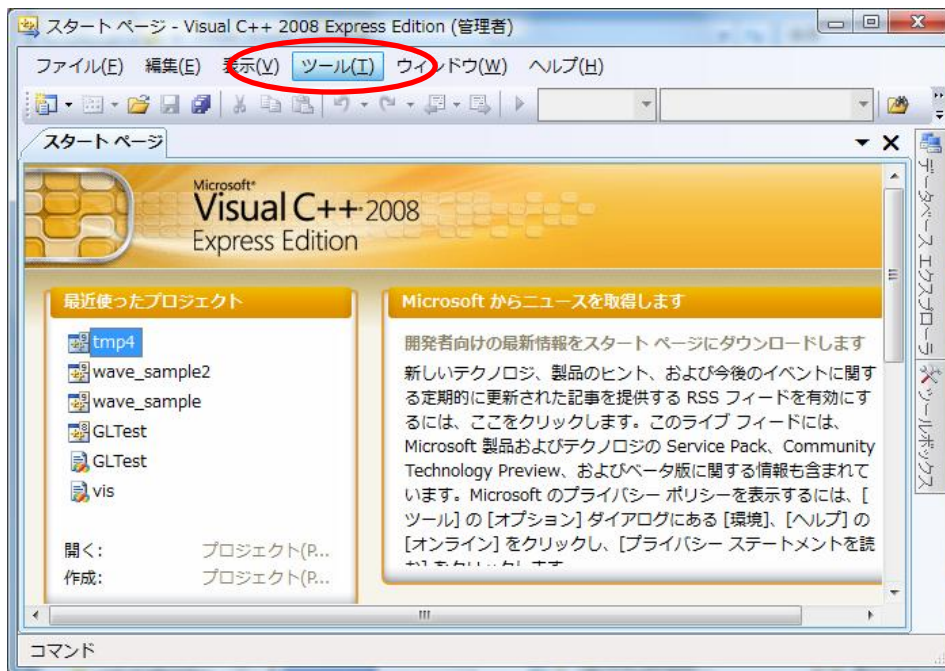 スタート ページ - Visual C++ 2008 Express Edition (管理者)
ファイル(F) 編集(E) 表示(V) ツール(T) ウィンドウ(W) ヘルプ(H)
スタート ページ
Microsoft
Visual C++ 2008
Express Edition
最近使ったプロジェクト
tmp4
wave_sample2
wave_sample
GLTest
GLTest
vis
開く: プロジェクト(P...
作成: プロジェクト(P...
Microsoft からニュースを取得します
開発者向けの最新情報をスタート ページにダウンロードします
新しいテクノロジ、製品のヒント、および今後のイベントに関す
る定期的に更新された記事を提供する RSS フィードを有効にす
るには、ここをクリックします。このライブ フィードには、
Microsoft 製品およびテクノロジの Service Pack、Community
Technology Preview、およびベータ版に関する情報も含まれて
います。Microsoft のプライバシー ポリシーを表示するには、[
ツール] の [オプション] ダイアログにある [環境]、[ヘルプ] の
[オンライン] をクリックし、[プライバシー ステートメントを読
データベース エクスプローラ
ツールボックス
コマンド